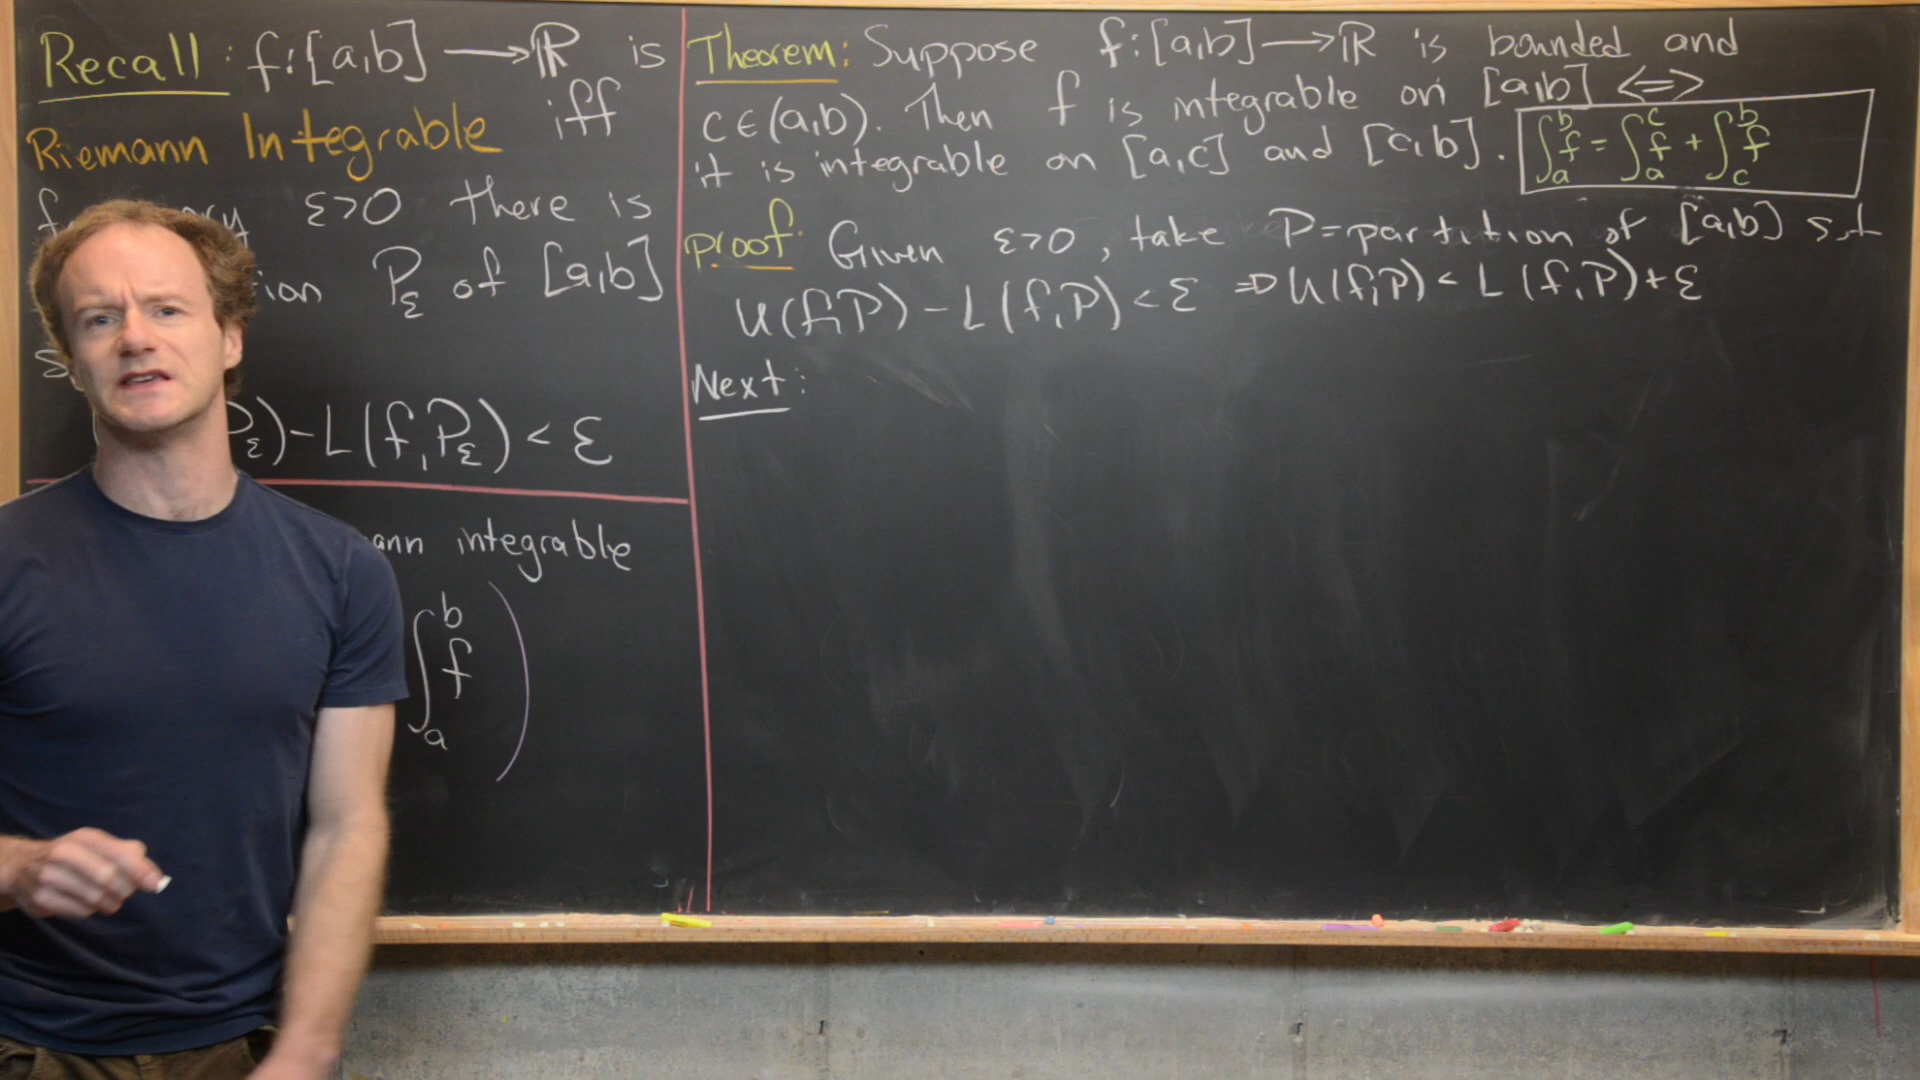 Recall: f:[a,b] ⟶ ℝ is
Riemann Integrable iff
ε>0 there is
P_ε of [a,b]
P_ε)-L(f,P_ε) < ε
integrable
∫_a^b f )
Theorem: Suppose f:[a,b]⟶ℝ is bounded and
c∈(a,b). Then f is integrable on [a,b] ⟺
it is integrable on [a,c] and [c,b]. ∫_a^b f = ∫_a^c f + ∫_c^b f
proof: Given ε>0, take P=partition of [a,b] s.t
U(f,P) - L(f,P) < ε ⇒ U(f,P) < L(f,P)+ε
Next: